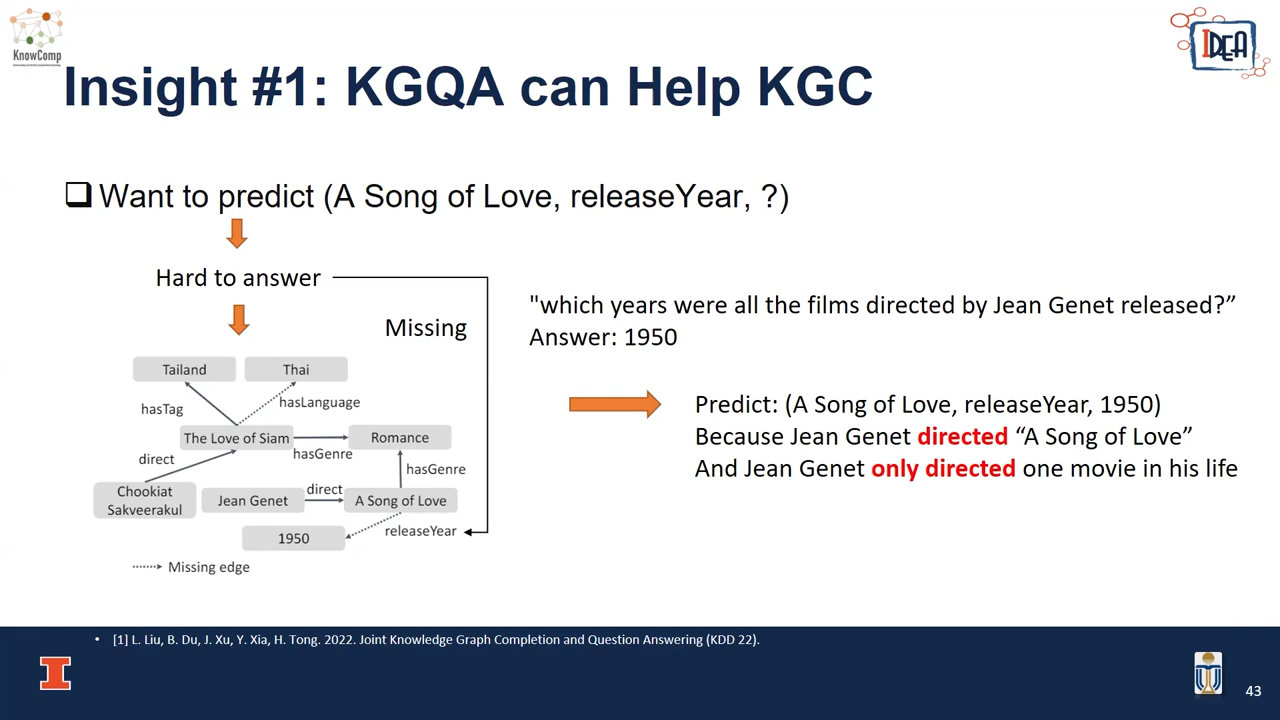 KnowComp
IDEA
Insight #1: KGQA can Help KGC
Want to predict (A Song of Love, releaseYear, ?)
Hard to answer
Missing
"which years were all the films directed by Jean Genet released?”
Answer: 1950
Predict: (A Song of Love, releaseYear, 1950)
Because Jean Genet directed “A Song of Love”
And Jean Genet only directed one movie in his life
Tailand
Thai
hasTag
hasLanguage
The Love of Siam
Romance
hasGenre
direct
hasGenre
Chookiat
Sakveerakul
Jean Genet
direct
A Song of Love
1950
releaseYear
Missing edge
• [1] L. Liu, B. Du, J. Xu, Y. Xia, H. Tong. 2022. Joint Knowledge Graph Completion and Question Answering (KDD 22).
I
43